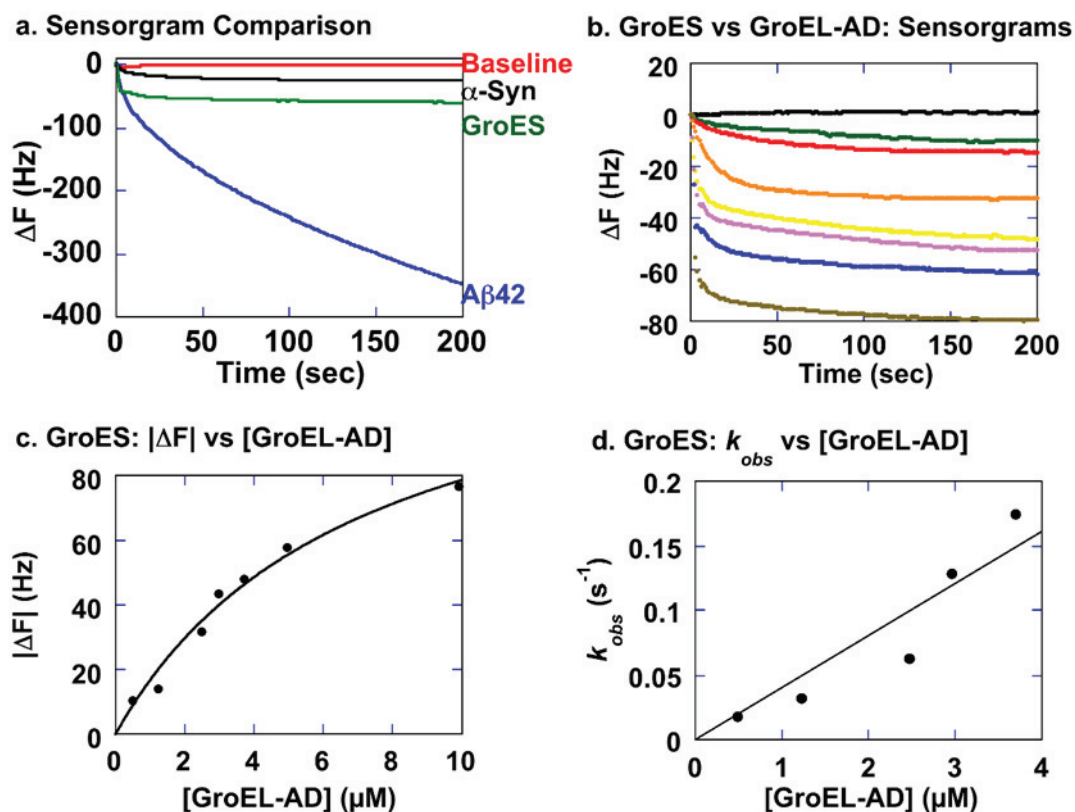 a. Sensorgram Comparison
0
-100
-200
-300
-400
ΔF (Hz)
Baseline
α-Syn
GroES
Aβ42
0 50 100 150 200
Time (sec)
b. GroES vs GroEL-AD: Sensorgrams
20
0
-20
-40
-60
-80
ΔF (Hz)
0 50 100 150 200
Time (sec)
c. GroES: |ΔF| vs [GroEL-AD]
80
60
40
20
0
|ΔF| (Hz)
0 2 4 6 8 10
[GroEL-AD] (µM)
d. GroES: k_obs vs [GroEL-AD]
0.2
0.15
0.1
0.05
0
k_obs (s⁻¹)
0 1 2 3 4
[GroEL-AD] (µM)